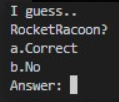 I guess..
RocketRacoon?
a.Correct
b.No
Answer: